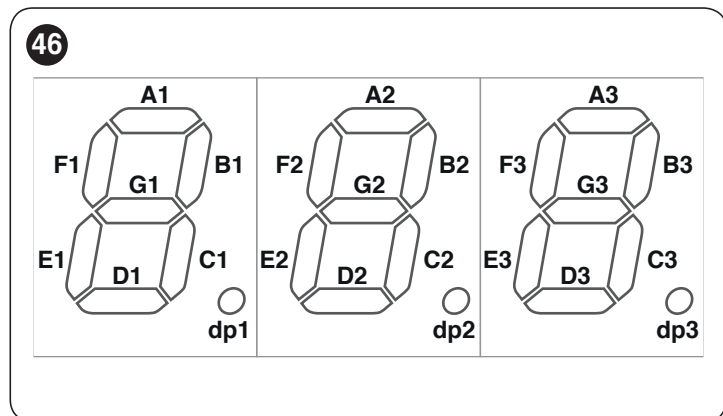 46
A1 A2 A3
F1 B1 F2 B2 F3 B3
G1 G2 G3
E1 C1 E2 C2 E3 C3
D1 D2 D3
dp1 dp2 dp3